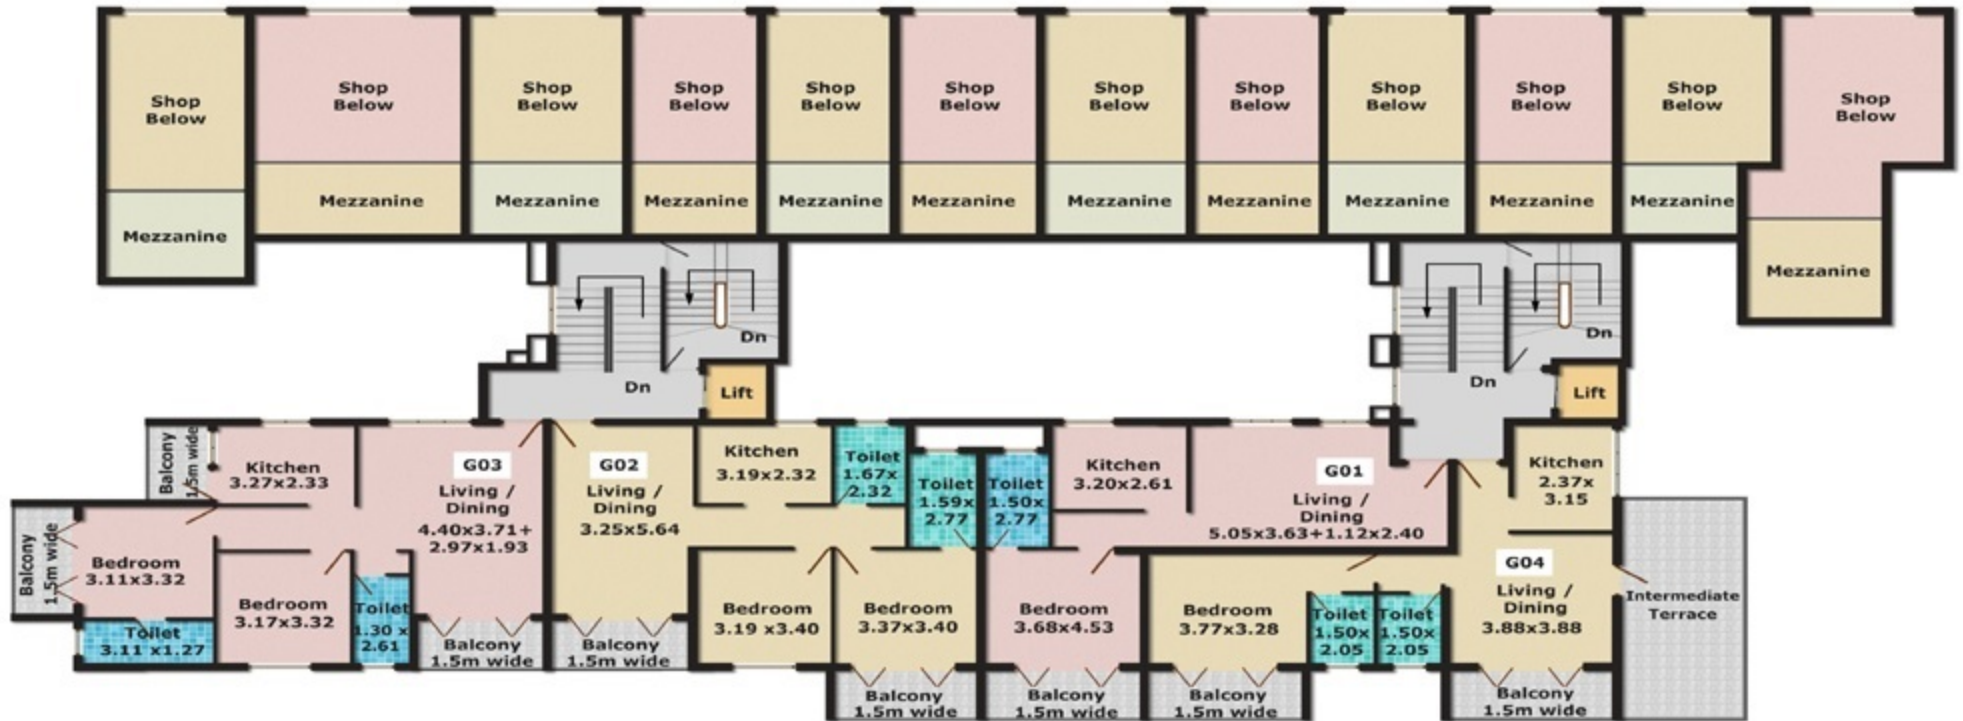 Shop
Below
Shop
Below
Shop
Below
Shop
Below
Shop
Below
Shop
Below
Shop
Below
Shop
Below
Shop
Below
Shop
Below
Shop
Below
Shop
Below
Mezzanine
Mezzanine
Mezzanine
Mezzanine
Mezzanine
Mezzanine
Mezzanine
Mezzanine
Mezzanine
Mezzanine
Mezzanine
Mezzanine
Dn
Dn
Lift
Dn
Dn
Lift
Balcony
1.5m wide
Kitchen
3.27x2.33
G03
Living /
Dining
4.40x3.71+
2.97x1.93
G02
Living /
Dining
3.25x5.64
Kitchen
3.19x2.32
Toilet
1.67x
2.32
Toilet
1.59x
2.77
Toilet
1.50x
2.77
Kitchen
3.20x2.61
G01
Living /
Dining
5.05x3.63+1.12x2.40
Kitchen
2.37x
3.15
Balcony
1.5m wide
Bedroom
3.11x3.32
Toilet
3.11 x1.27
Bedroom
3.17x3.32
Toilet
1.30 x
2.61
Balcony
1.5m wide
Balcony
1.5m wide
Bedroom
3.19 x3.40
Bedroom
3.37x3.40
Balcony
1.5m wide
Bedroom
3.68x4.53
Balcony
1.5m wide
Bedroom
3.77x3.28
Balcony
1.5m wide
Toilet
1.50x
2.05
Toilet
1.50x
2.05
G04
Living /
Dining
3.88x3.88
Balcony
1.5m wide
Intermediate
Terrace